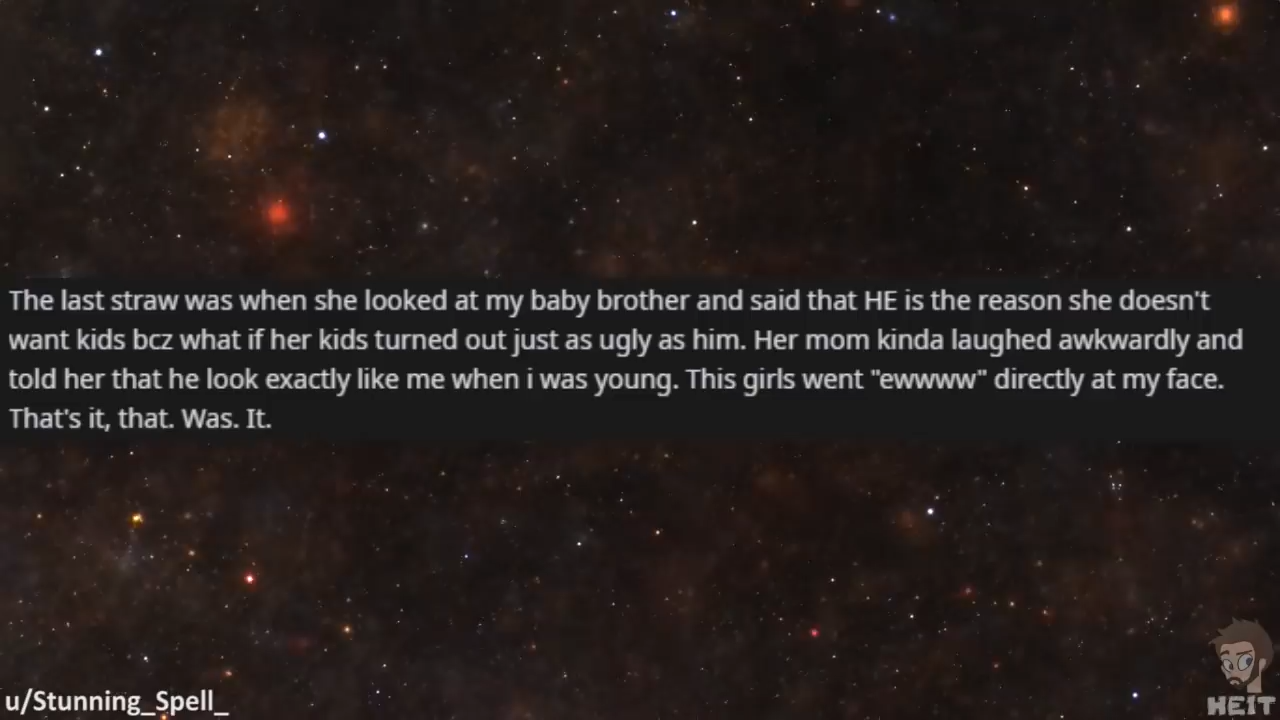 The last straw was when she looked at my baby brother and said that HE is the reason she doesn't
want kids bcz what if her kids turned out just as ugly as him. Her mom kinda laughed awkwardly and
told her that he look exactly like me when i was young. This girls went "ewwww" directly at my face.
That's it, that. Was. It.
u/Stunning_Spell_
HEIT